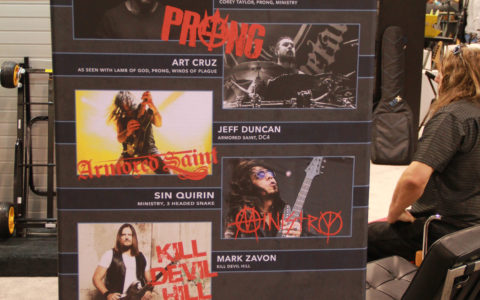 COREY TAYLOR, PRONG, MINISTRY
PRONG
ART CRUZ
AS SEEN WITH LAMB OF GOD, PRONG, WINDS OF PLAGUE
Metal
JEFF DUNCAN
ARMORED SAINT, DC4
Armored Saint
SIN QUIRIN
MINISTRY, 3 HEADED SNAKE
MINISTRY
MARK ZAVON
KILL DEVIL HILL
KILL
DEVIL
HILL